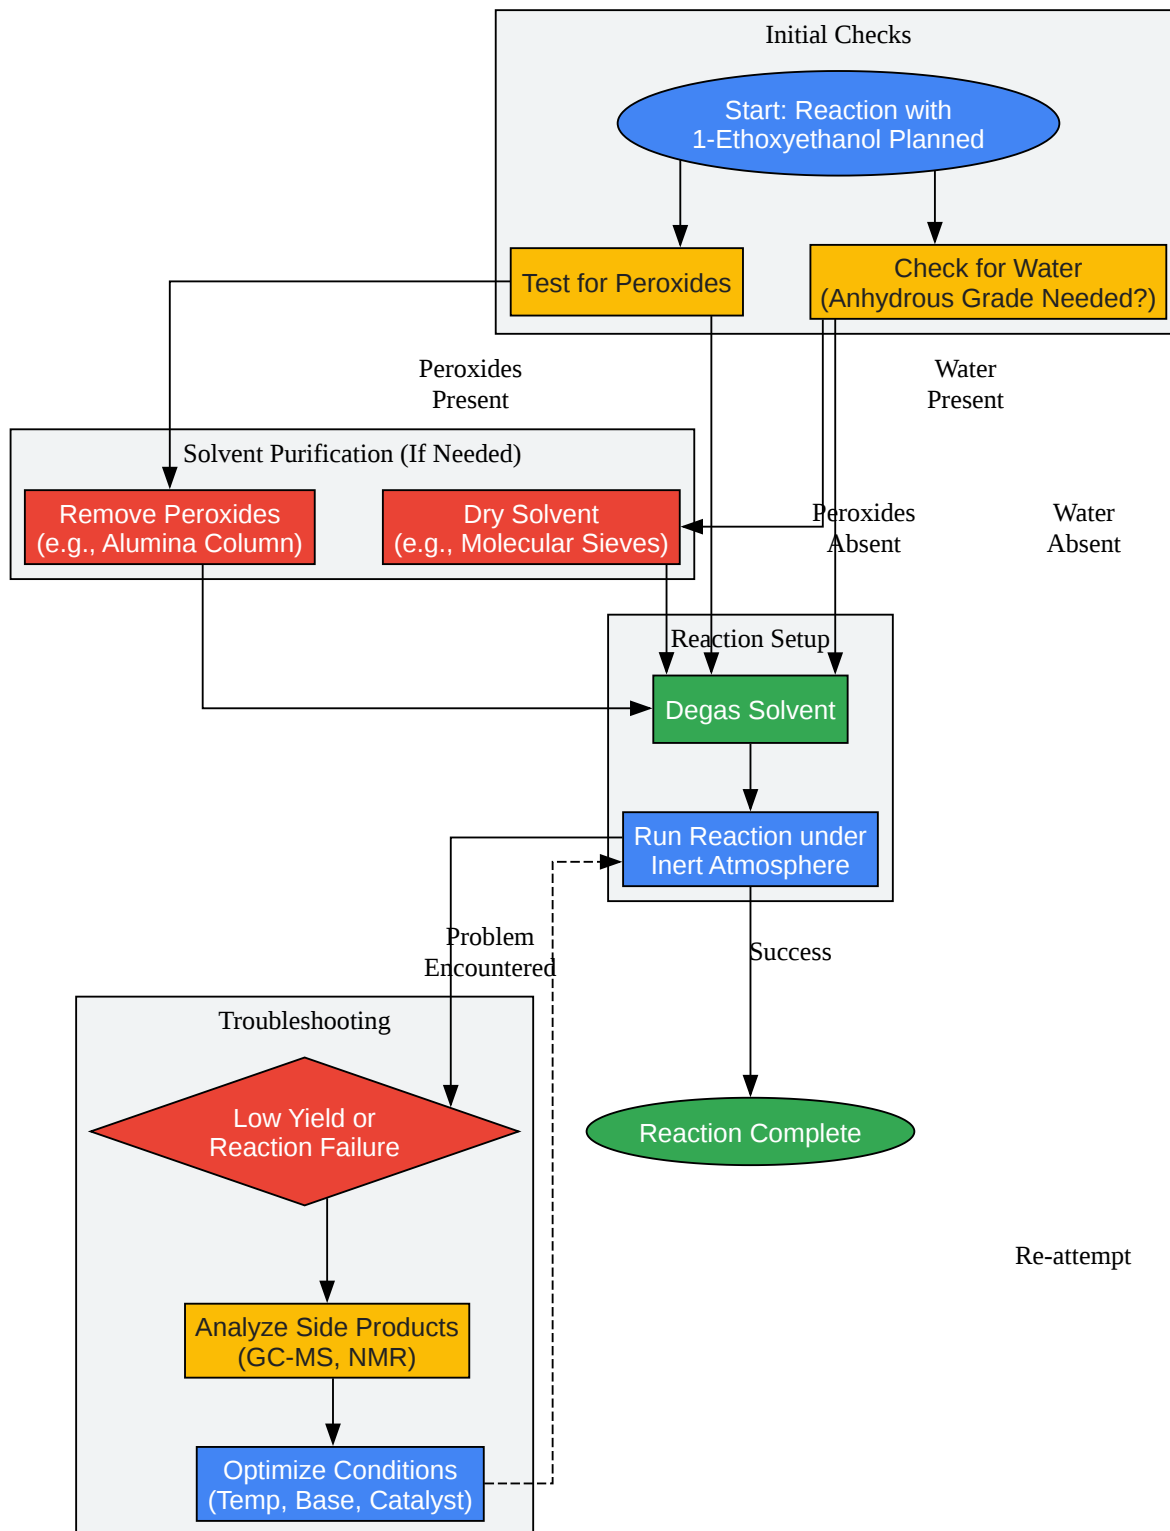 Initial Checks
Start: Reaction with
1-Ethoxyethanol Planned
Test for Peroxides
Check for Water
(Anhydrous Grade Needed?)
Peroxides
Present
Water
Present
Solvent Purification (If Needed)
Remove Peroxides
(e.g., Alumina Column)
Dry Solvent
(e.g., Molecular Sieves)
Peroxides
Absent
Water
Absent
Reaction Setup
Degas Solvent
Run Reaction under
Inert Atmosphere
Problem
Encountered
Success
Troubleshooting
Low Yield or
Reaction Failure
Reaction Complete
Re-attempt
Analyze Side Products
(GC-MS, NMR)
Optimize Conditions
(Temp, Base, Catalyst)